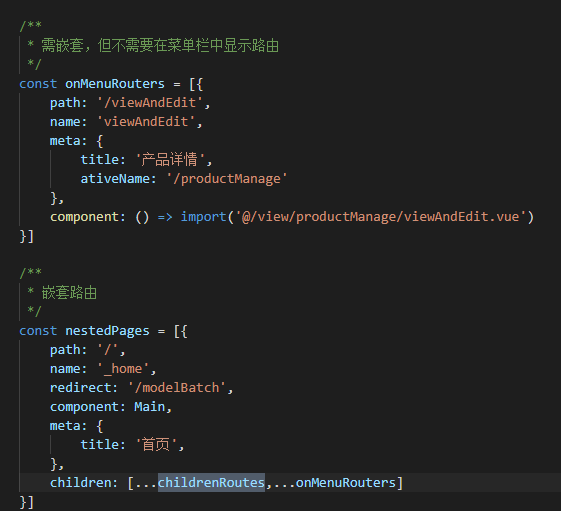 /**
 * 需嵌套，但不需要在菜单栏中显示路由
 */
const onMenuRouters = [{
    path: '/viewAndEdit',
    name: 'viewAndEdit',
    meta: {
        title: '产品详情',
        ativeName: '/productManage'
    },
    component: () => import('@/view/productManage/viewAndEdit.vue')
}]
/**
 * 嵌套路由
 */
const nestedPages = [{
    path: '/',
    name: '_home',
    redirect: '/modelBatch',
    component: Main,
    meta: {
        title: '首页',
    },
    children: [...childrenRoutes,...onMenuRouters]
}]